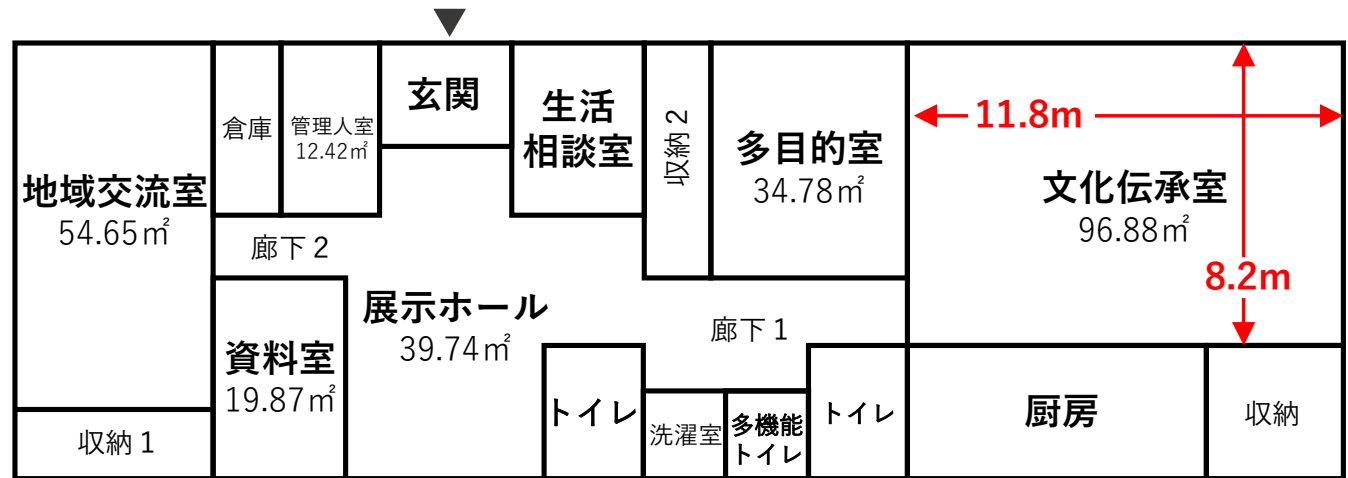 地域交流室
54.65㎡
収納1
倉庫
管理人室
12.42㎡
玄関
廊下2
資料室
19.87㎡
展示ホール
39.74㎡
生活
相談室
収納2
多目的室
34.78㎡
廊下1
トイレ
洗濯室
多機能
トイレ
トイレ
11.8m
文化伝承室
96.88㎡
8.2m
厨房
収納